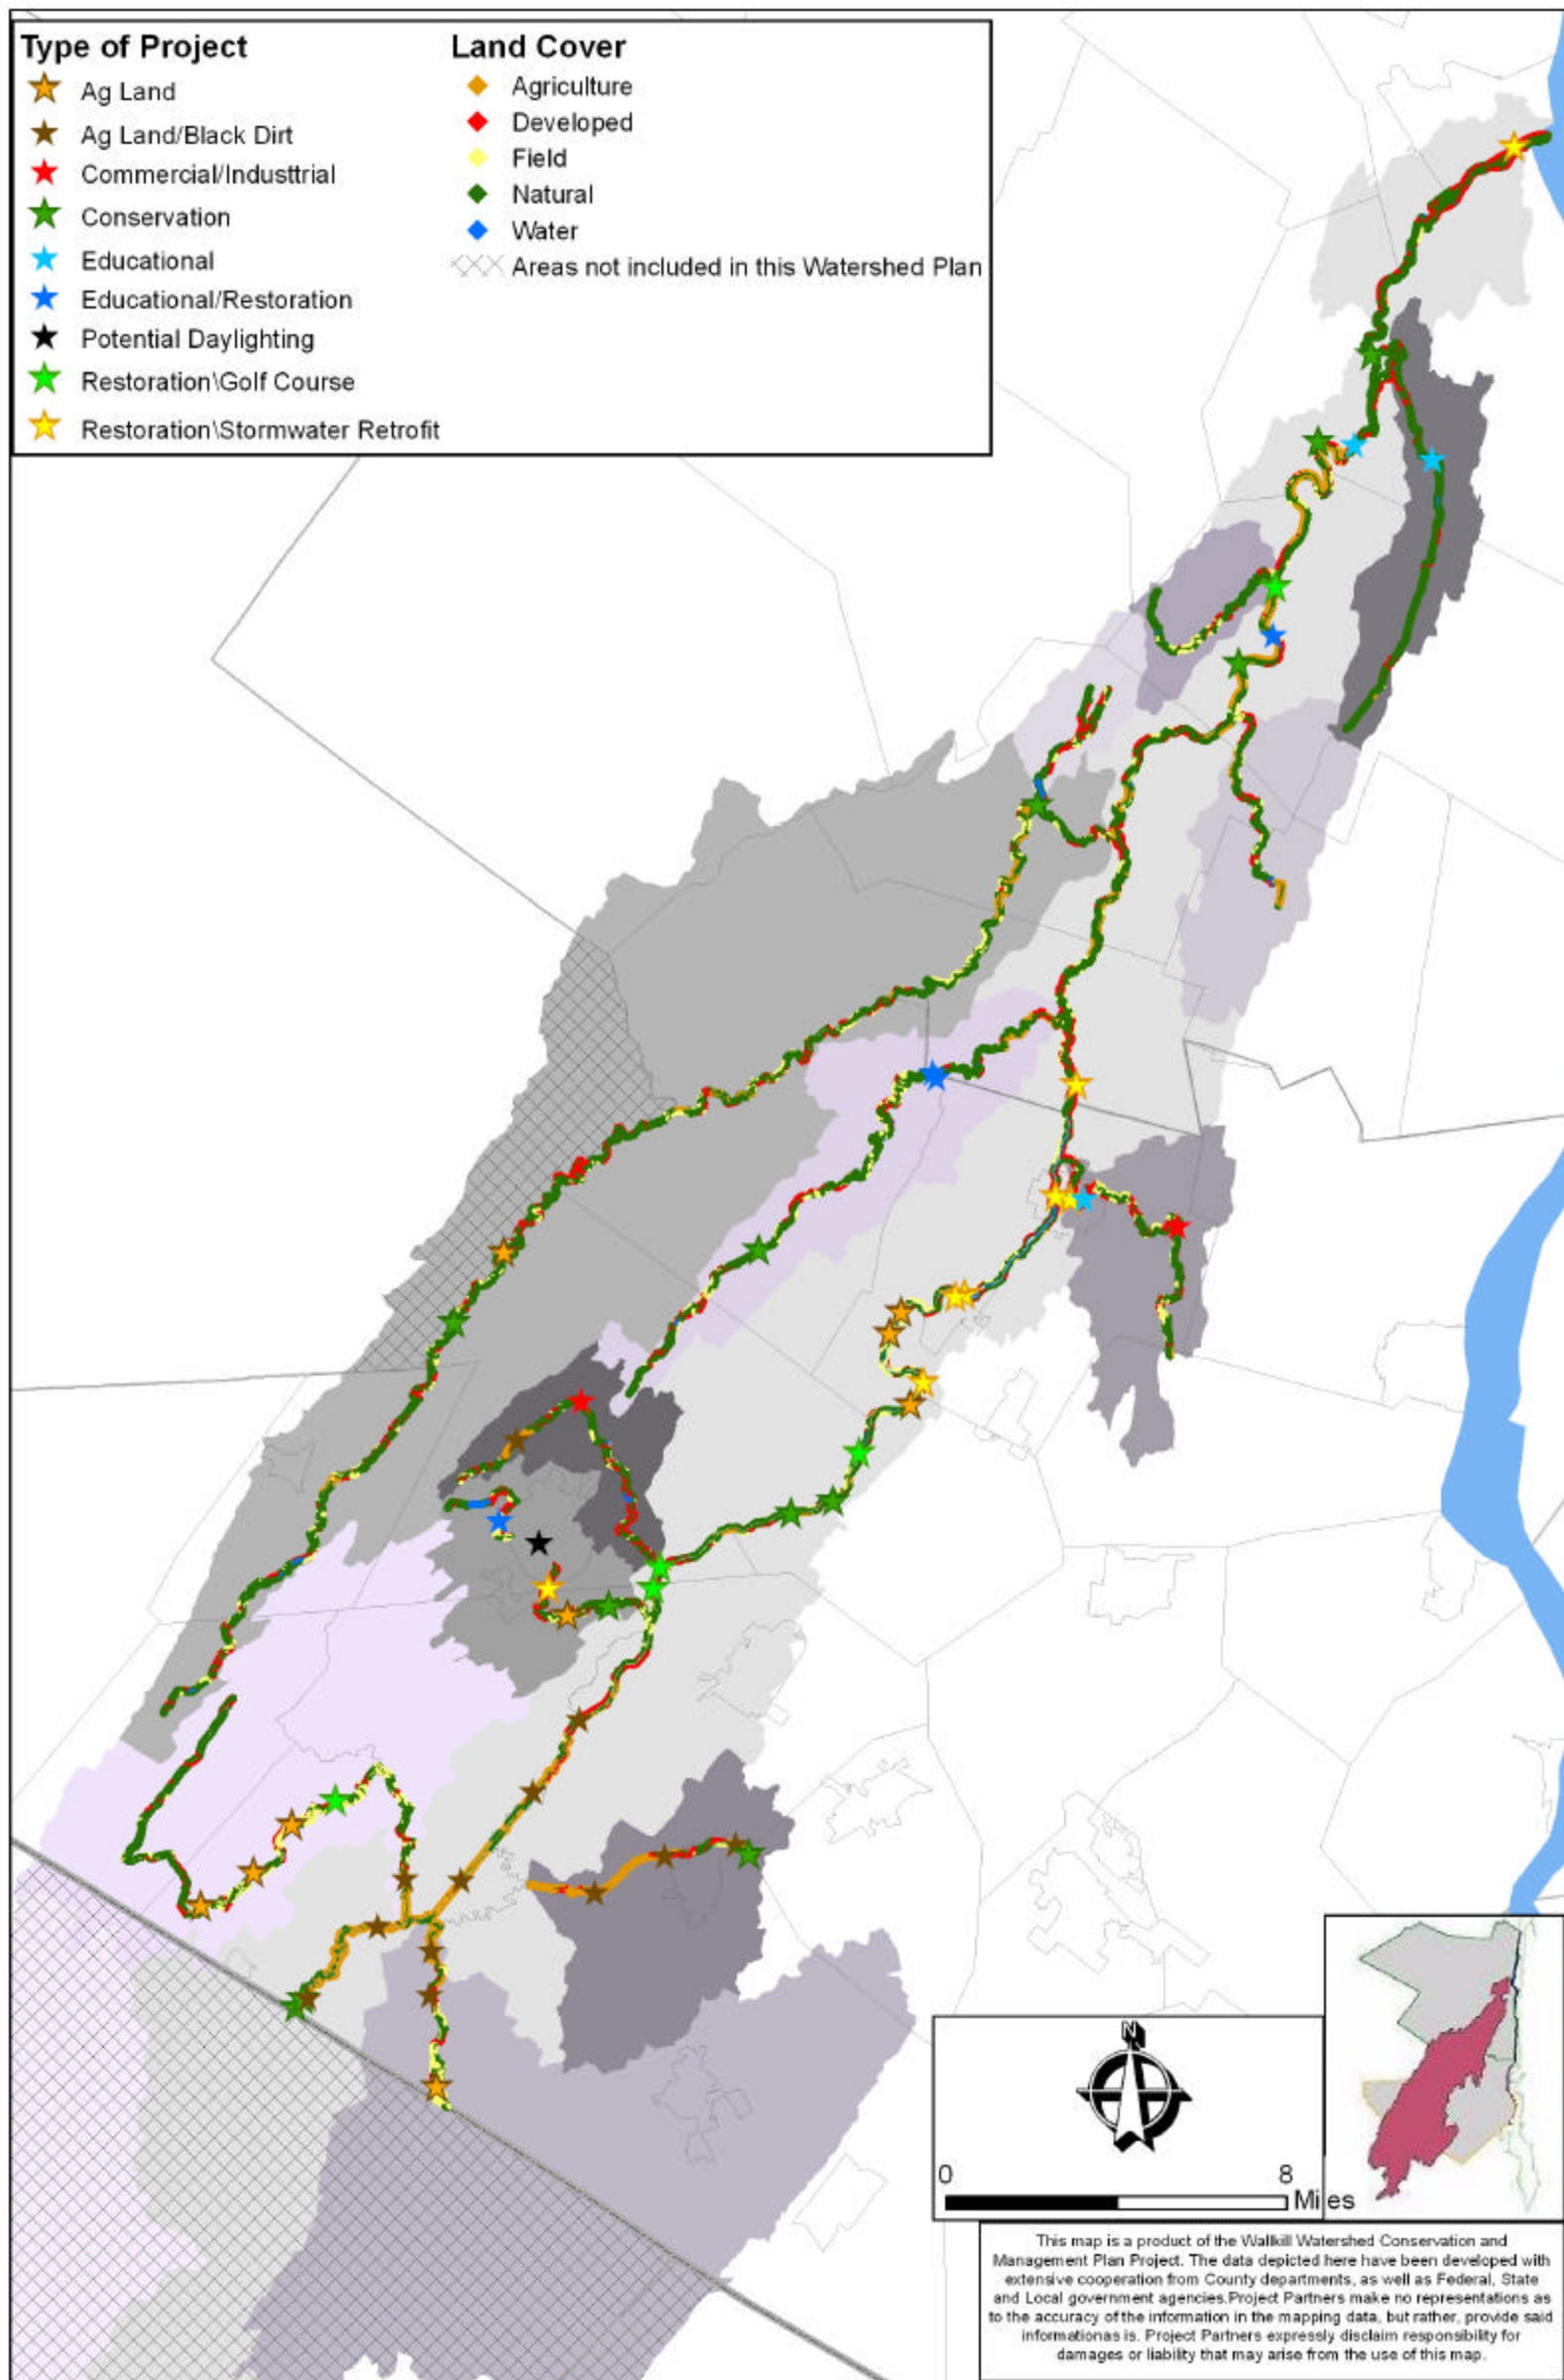 Type of Project
Ag Land
Ag Land/Black Dirt
Commercial/Industtrial
Conservation
Educational
Educational/Restoration
Potential Daylighting
Restoration\Golf Course
Restoration\Stormwater Retrofit
Land Cover
Agriculture
Developed
Field
Natural
Water
Areas not included in this Watershed Plan
N
0 8
Miles
This map is a product of the Wallkill Watershed Conservation and
Management Plan Project. The data depicted here have been developed with
extensive cooperation from County departments, as well as Federal, State
and Local government agencies.Project Partners make no representations as
to the accuracy of the information in the mapping data, but rather, provide said
informationas is. Project Partners expressly disclaim responsibility for
damages or liability that may arise from the use of this map.